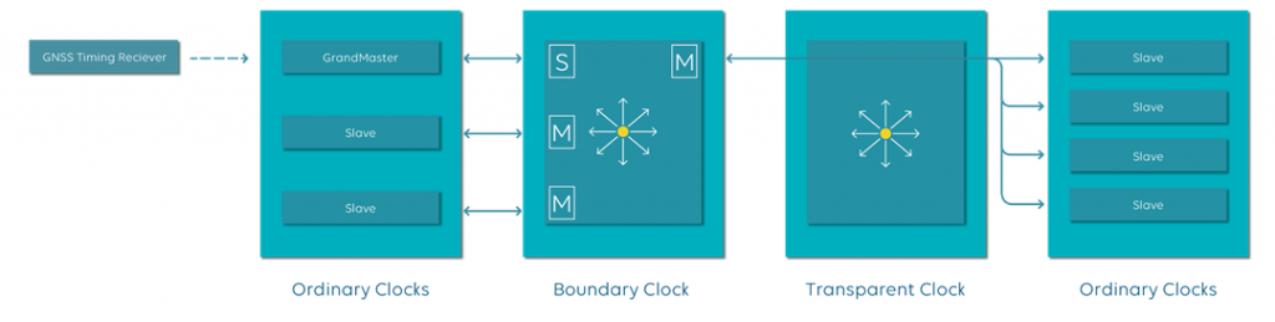 GNSS Timing Reciever
GrandMaster
Slave
Slave
Ordinary Clocks
S
M
M
M
Boundary Clock
Transparent Clock
Slave
Slave
Slave
Slave
Ordinary Clocks